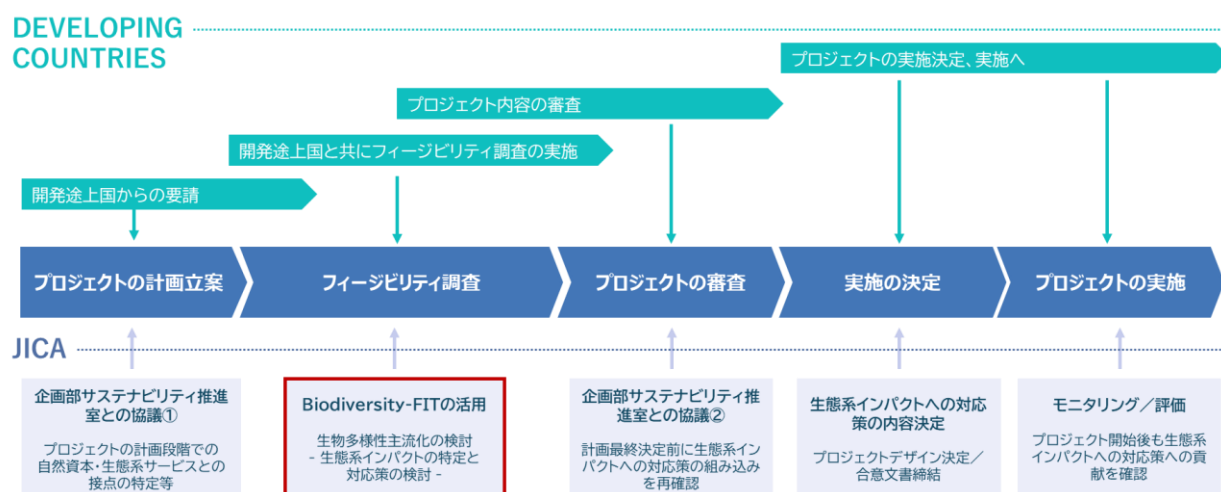 DEVELOPING
COUNTRIES
プロジェクトの実施決定、実施へ
プロジェクト内容の審査
開発途上国と共にフィージビリティ調査の実施
開発途上国からの要請
プロジェクトの計画立案
フィージビリティ調査
プロジェクトの審査
実施の決定
プロジェクトの実施
JICA
企画部サステナビリティ推進
室との協議①
プロジェクトの計画段階での
自然資本・生態系サービスとの
接点の特定等
Biodiversity-FITの活用
生物多様性主流化の検討
- 生態系インパクトの特定と
対応策の検討 -
企画部サステナビリティ推
進室との協議②
計画最終決定前に生態系イン
パクトへの対応策の組み込み
を再確認
生態系インパクトへの対応
策の内容決定
プロジェクトデザイン決定／
合意文書締結
モニタリング／評価
プロジェクト開始後も生態系
インパクトへの対応策への貢
献を確認